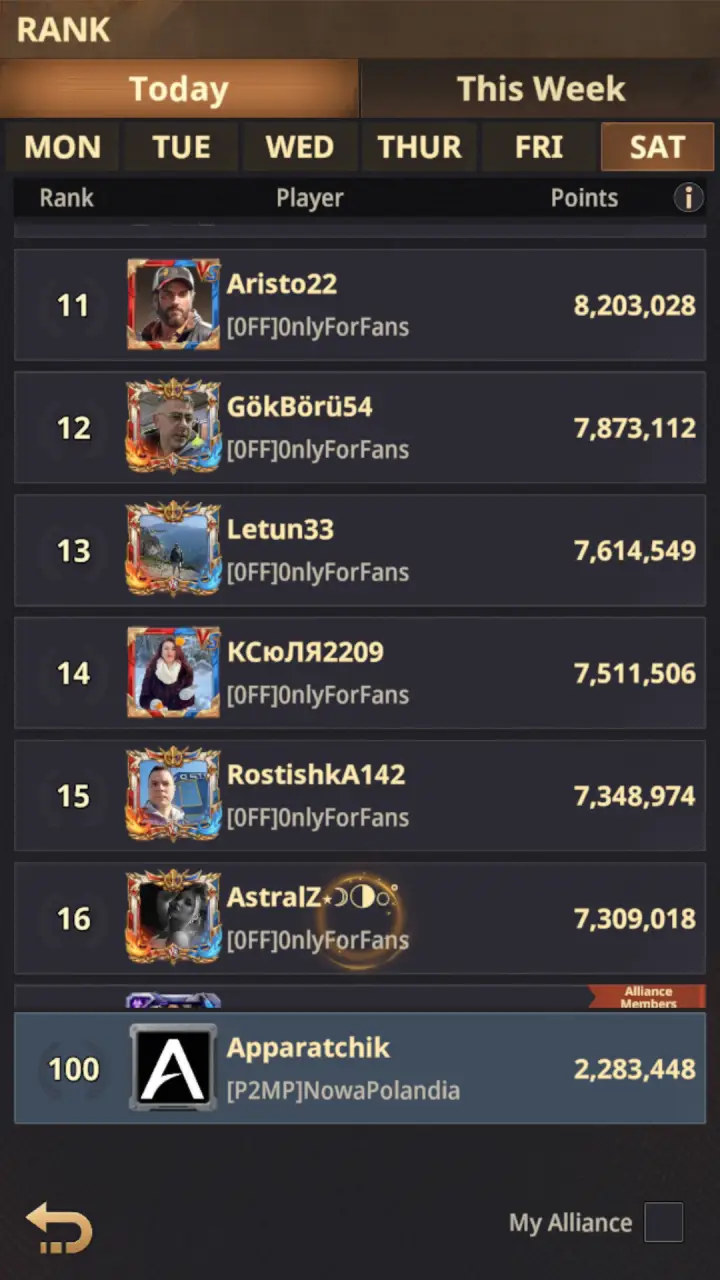 RANK
Today
This Week
MON
TUE
WED
THUR
FRI
SAT
Rank
Player
Points
11
Aristo22
[0FF]0nlyForFans
8,203,028
12
GökBörü54
[0FF]0nlyForFans
7,873,112
13
Letun33
[0FF]0nlyForFans
7,614,549
14
КСюЛЯ2209
[0FF]0nlyForFans
7,511,506
15
RostishkA142
[0FF]0nlyForFans
7,348,974
16
AstralZ⋆☽◑○
[0FF]0nlyForFans
7,309,018
Alliance
Members
100
Apparatchik
[P2MP]NowaPolandia
2,283,448
My Alliance